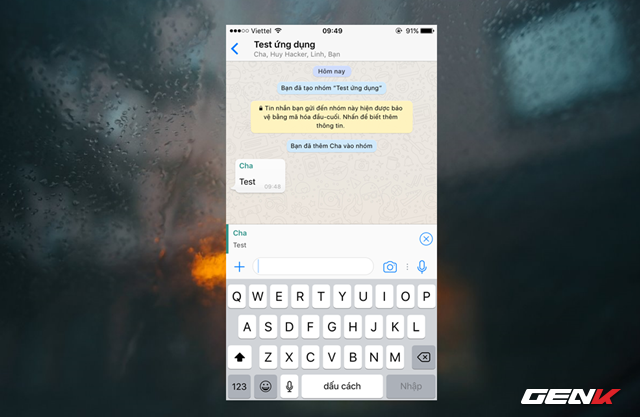 Viettel 09:49 91%
Test ứng dụng
Cha, Huy Hacker, Linh, Bạn
Hôm nay
Bạn đã tạo nhóm "Test ứng dụng"
Tin nhắn bạn gửi đến nhóm này hiện được bảo
vệ bằng mã hóa đầu-cuối. Nhấn để biết thêm
thông tin.
Bạn đã thêm Cha vào nhóm
Cha
Test 09:48
Cha
Test
Q W E R T Y U I O P
A S D F G H J K L
Z X C V B N M
123 dấu cách Nhập
GENK